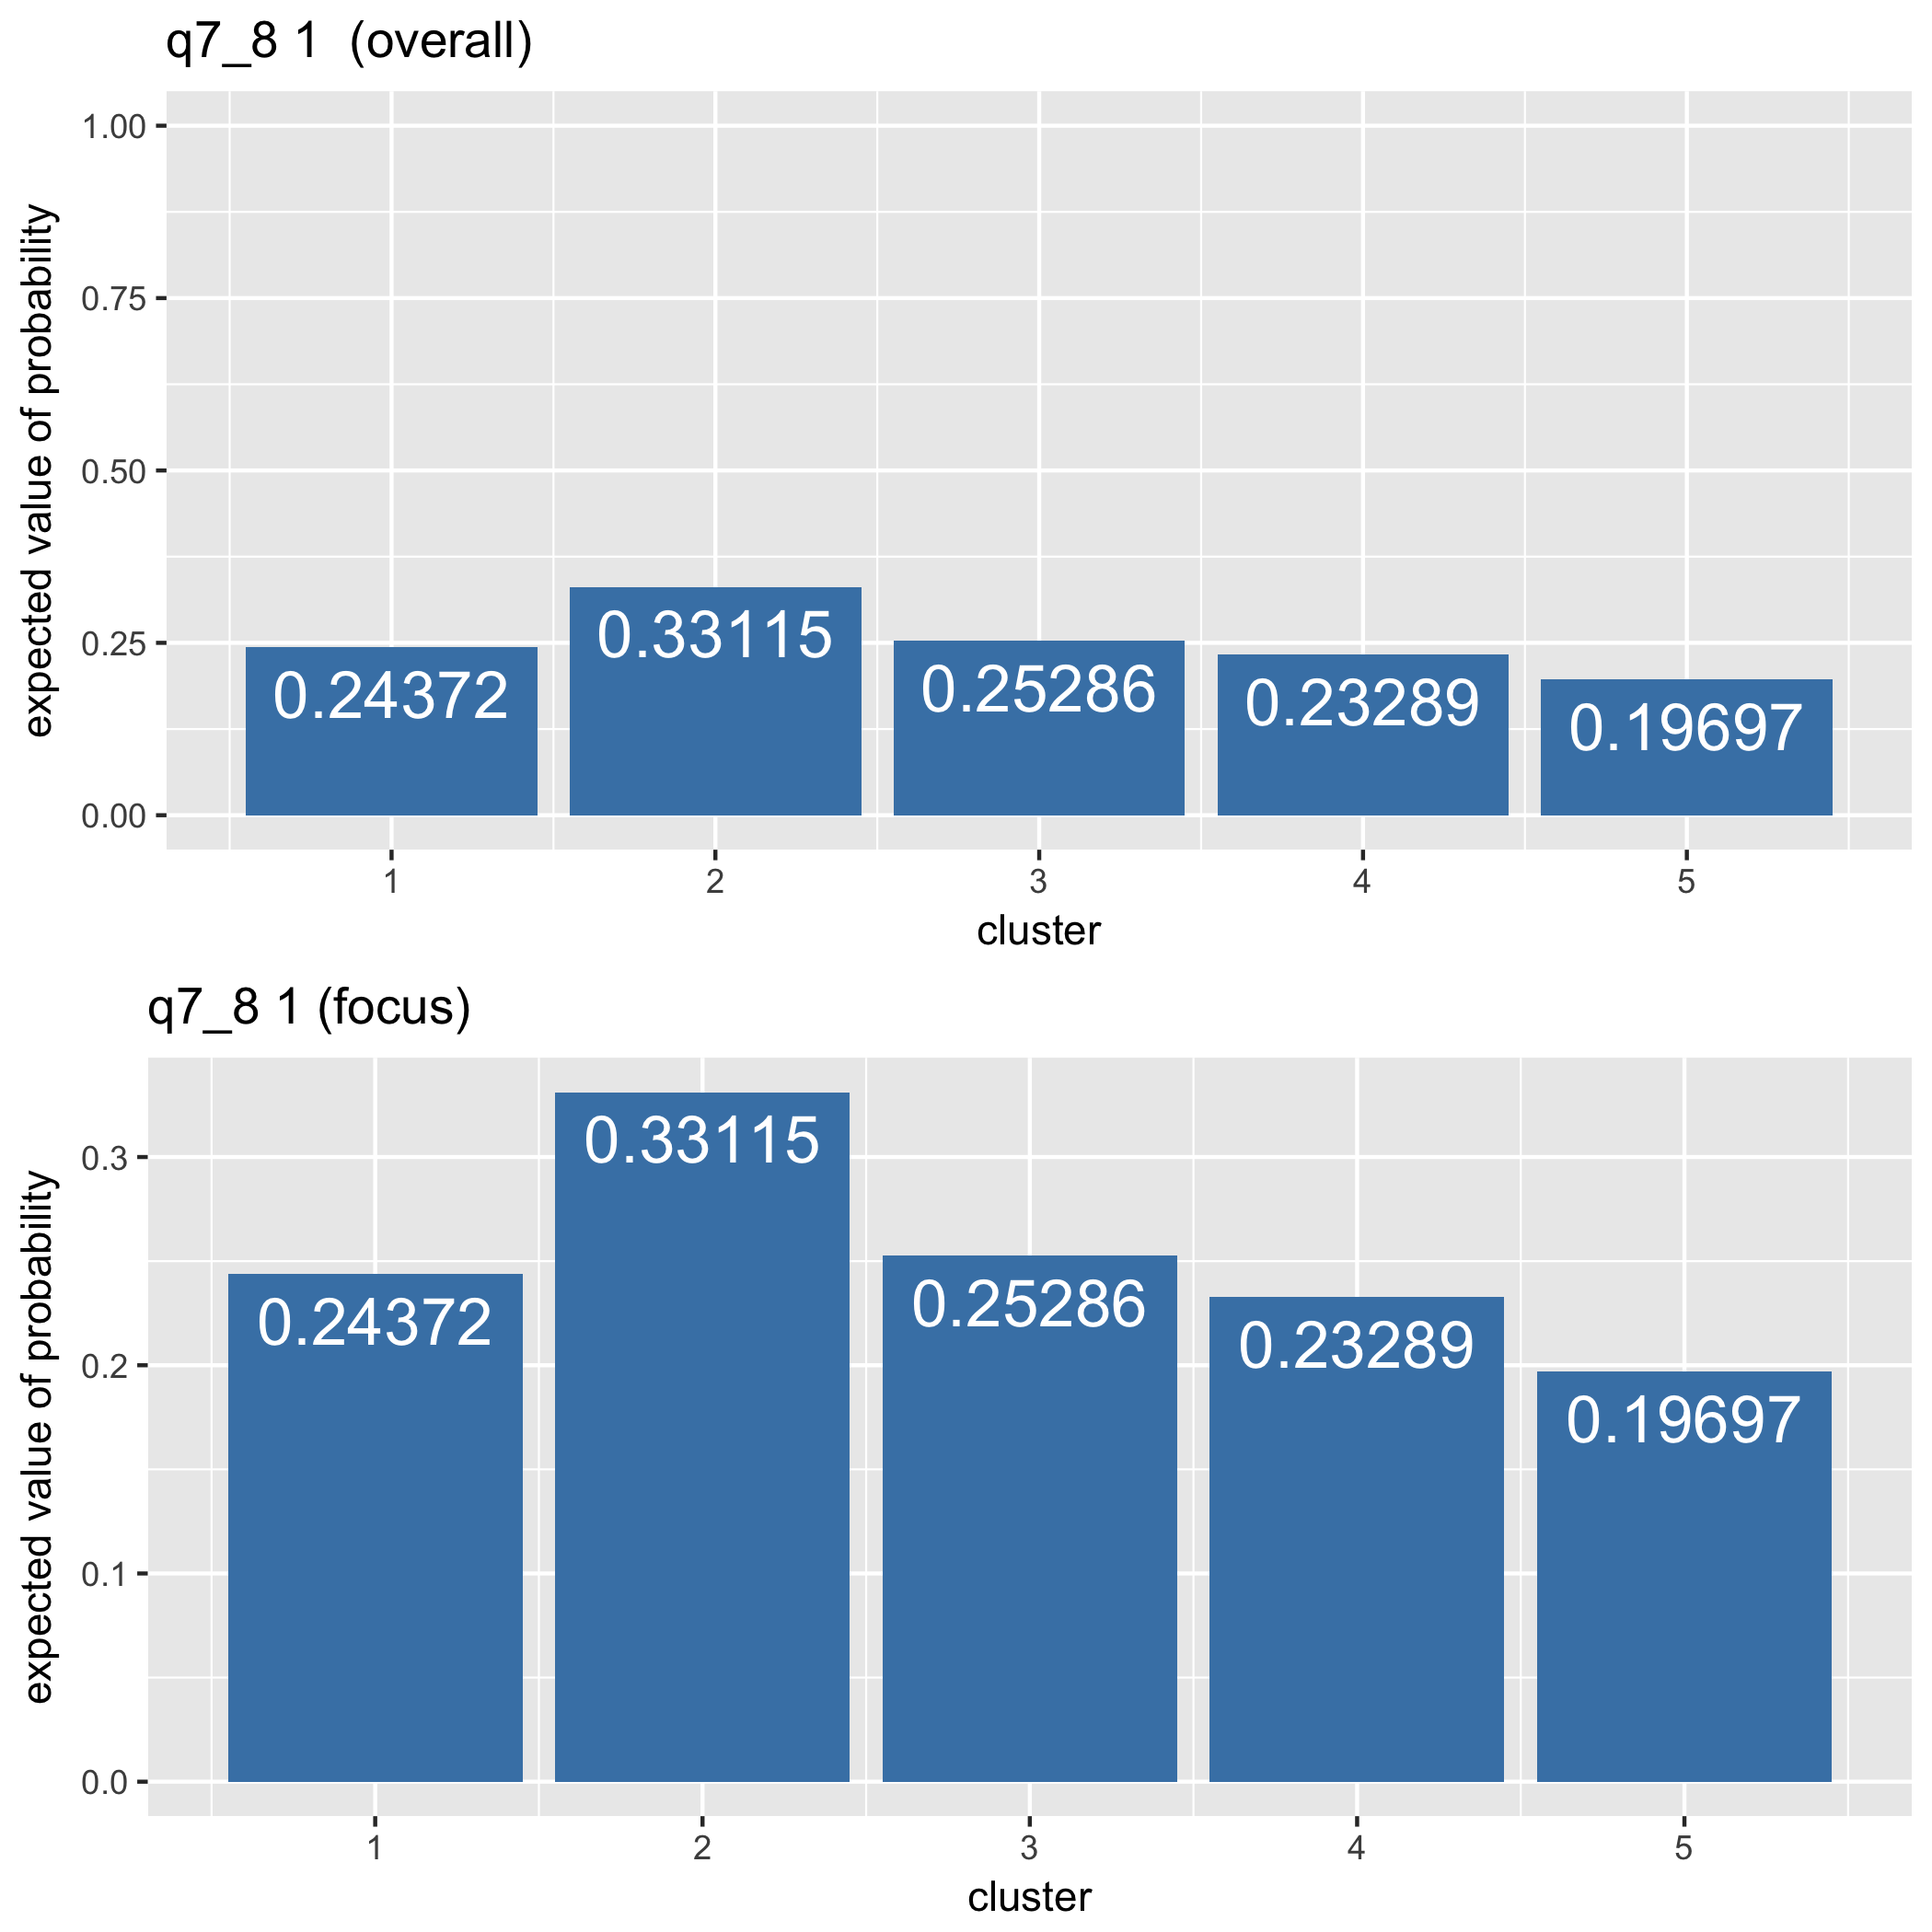 q7_8 1 (overall)
expected value of probability
1.00
0.75
0.50
0.25
0.00
0.24372
0.33115
0.25286
0.23289
0.19697
1 2 3 4 5
cluster
q7_8 1 (focus)
expected value of probability
0.3
0.2
0.1
0.0
0.24372
0.33115
0.25286
0.23289
0.19697
1 2 3 4 5
cluster